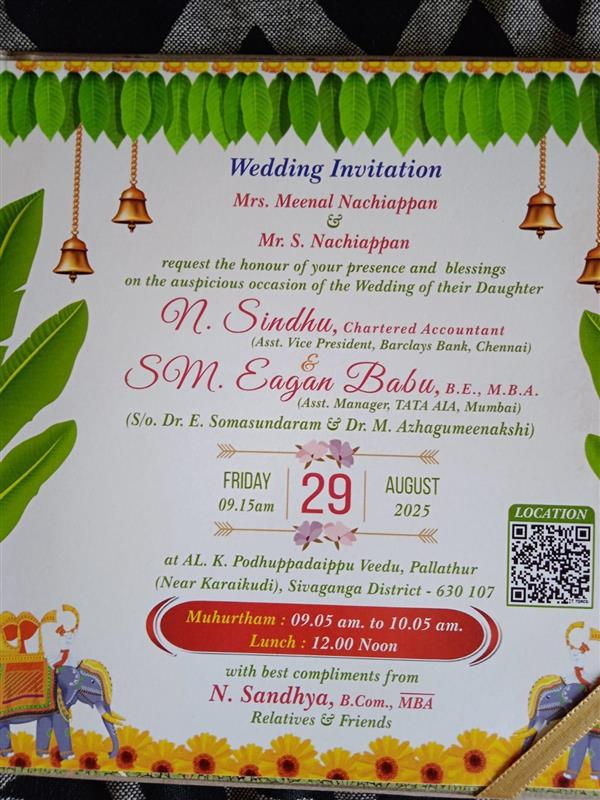 Wedding Invitation
Mrs. Meenal Nachiappan
&
Mr. S. Nachiappan
request the honour of your presence and blessings
on the auspicious occasion of the Wedding of their Daughter
N. Sindhu, Chartered Accountant
(Asst. Vice President, Barclays Bank, Chennai)
&
SM. Eagan Babu, B.E., M.B.A.
(Asst. Manager, TATA AIA, Mumbai)
(S/o. Dr. E. Somasundaram & Dr. M. Azhagumeenakshi)
FRIDAY 29 AUGUST
09.15am 2025
LOCATION
at AL. K. Podhuppadaippu Veedu, Pallathur
(Near Karaikudi), Sivaganga District - 630 107
Muhurtham : 09.05 am. to 10.05 am.
Lunch : 12.00 Noon
with best compliments from
N. Sandhya, B.Com., MBA
Relatives & Friends